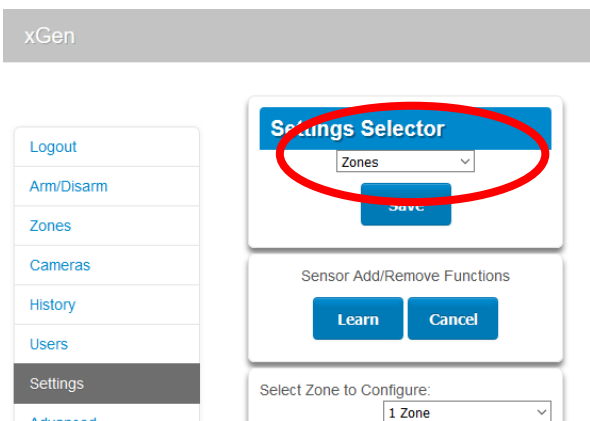 xGen
Logout
Arm/Disarm
Zones
Cameras
History
Users
Settings
Advanced
Settings Selector
Zones
Save
Sensor Add/Remove Functions
Learn Cancel
Select Zone to Configure:
1 Zone